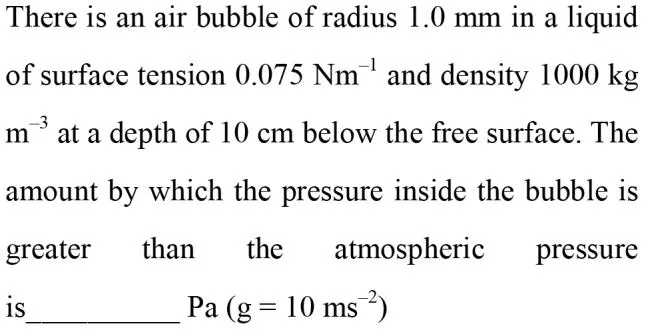 There is an air bubble of radius 1.0 mm in a liquid
of surface tension 0.075 Nm⁻¹ and density 1000 kg
m⁻³ at a depth of 10 cm below the free surface. The
amount by which the pressure inside the bubble is
greater than the atmospheric pressure
is__________ Pa (g = 10 ms⁻²)